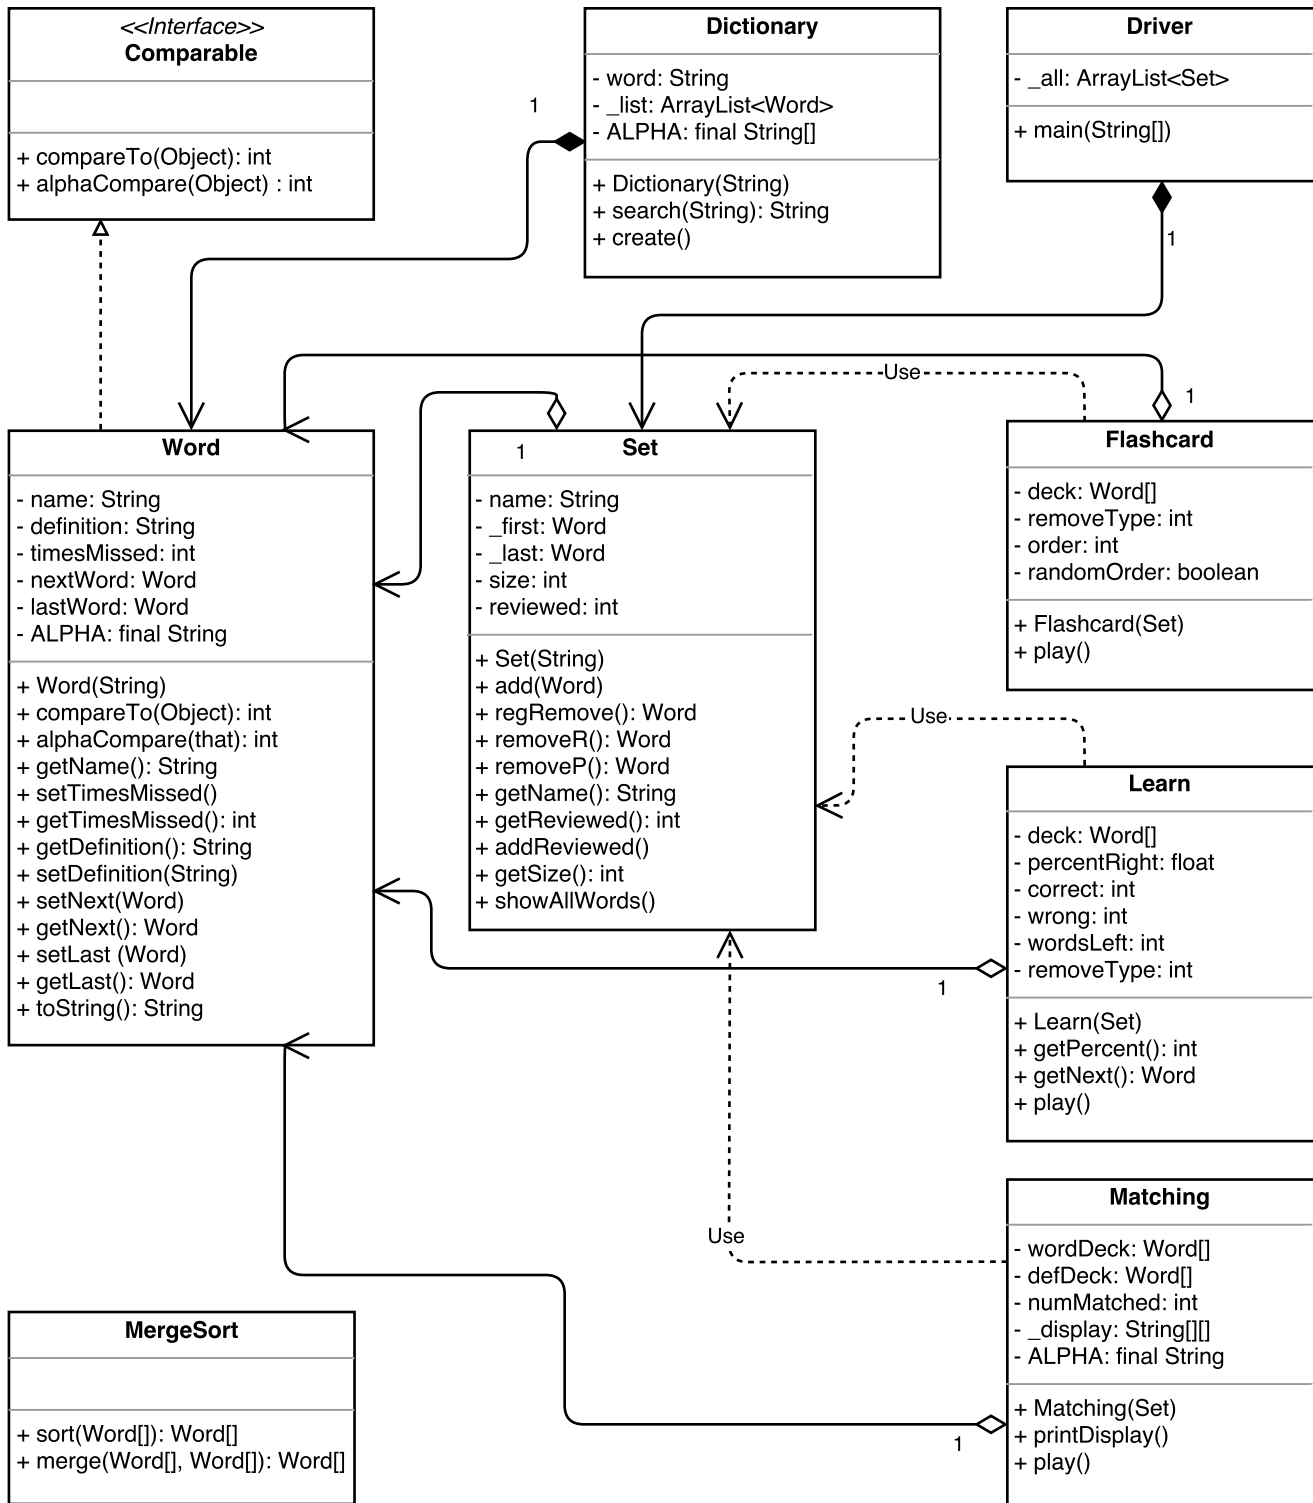 <<Interface>>
Comparable
+ compareTo(Object): int
+ alphaCompare(Object) : int
Dictionary
- word: String
- _list: ArrayList<Word>
- ALPHA: final String[]
+ Dictionary(String)
+ search(String): String
+ create()
1
Driver
- _all: ArrayList<Set>
+ main(String[])
1
Use
1
Word
- name: String
- definition: String
- timesMissed: int
- nextWord: Word
- lastWord: Word
- ALPHA: final String
+ Word(String)
+ compareTo(Object): int
+ alphaCompare(that): int
+ getName(): String
+ setTimesMissed()
+ getTimesMissed(): int
+ getDefinition(): String
+ setDefinition(String)
+ setNext(Word)
+ getNext(): Word
+ setLast (Word)
+ getLast(): Word
+ toString(): String
1
Set
- name: String
- _first: Word
- _last: Word
- size: int
- reviewed: int
+ Set(String)
+ add(Word)
+ regRemove(): Word
+ removeR(): Word
+ removeP(): Word
+ getName(): String
+ getReviewed(): int
+ addReviewed()
+ getSize(): int
+ showAllWords()
Flashcard
- deck: Word[]
- removeType: int
- order: int
- randomOrder: boolean
+ Flashcard(Set)
+ play()
Use
Learn
- deck: Word[]
- percentRight: float
- correct: int
- wrong: int
- wordsLeft: int
- removeType: int
+ Learn(Set)
+ getPercent(): int
+ getNext(): Word
+ play()
1
Use
Matching
- wordDeck: Word[]
- defDeck: Word[]
- numMatched: int
- _display: String[][]
- ALPHA: final String
+ Matching(Set)
+ printDisplay()
+ play()
1
MergeSort
+ sort(Word[]): Word[]
+ merge(Word[], Word[]): Word[]